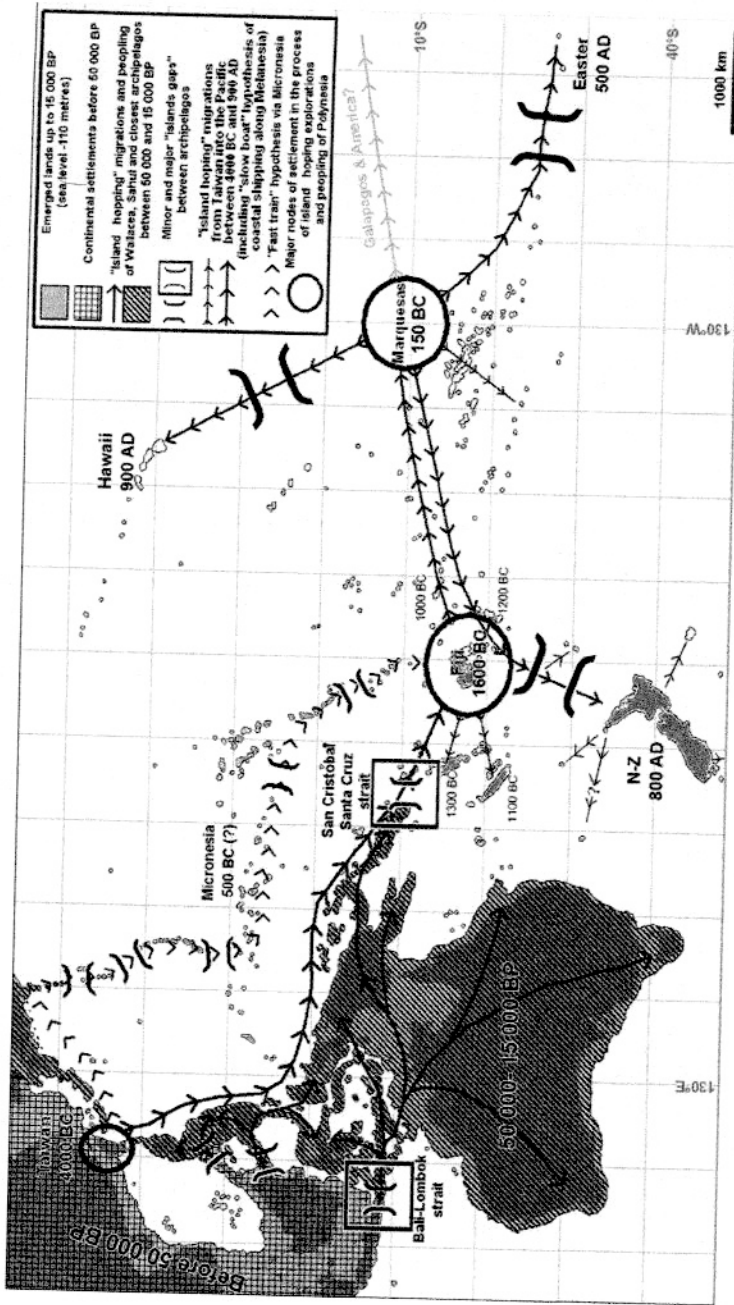 Emerged lands up to 15 000 BP
(sea level -110 metres)
Continental settlements before 50 000 BP
"Island hopping" migrations and peopling
of Wallacea, Sahul and closest archipelagos
between 50 000 and 15 000 BP
Minor and major "islands gaps"
between archipelagos
"Island hoping" migrations
from Taiwan into the Pacific
between 4000 BC and 900 AD
(including "slow boat" hypothesis of
coastal shipping along Melanesia)
"Fast train" hypothesis via Micronesia
Major nodes of settlement in the process
of island hoping explorations
and peopling of Polynesia
Before 50 000 BP
Taiwan
4000 BC
Micronesia
500 BC (?)
Hawaii
900 AD
Bali-Lombok
strait
San Cristobal
Santa Cruz
strait
Fiji
1600 BC
1000 BC
1200 BC
1300 BC
1100 BC
Marquesas
150 BC
Galapagos & America?
Easter
500 AD
50 000 - 15 000 BP
N-Z
800 AD
?
130°E
130°W
10°S
40°S
1000 km